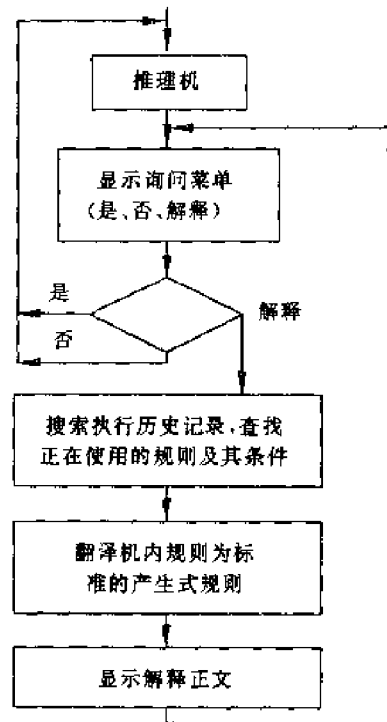 推理机
显示询问菜单
(是、否、解释)
是
解释
否
搜索执行历史记录,查找
正在使用的规则及其条件
翻译机内规则为标
准的产生式规则
显示解释正文